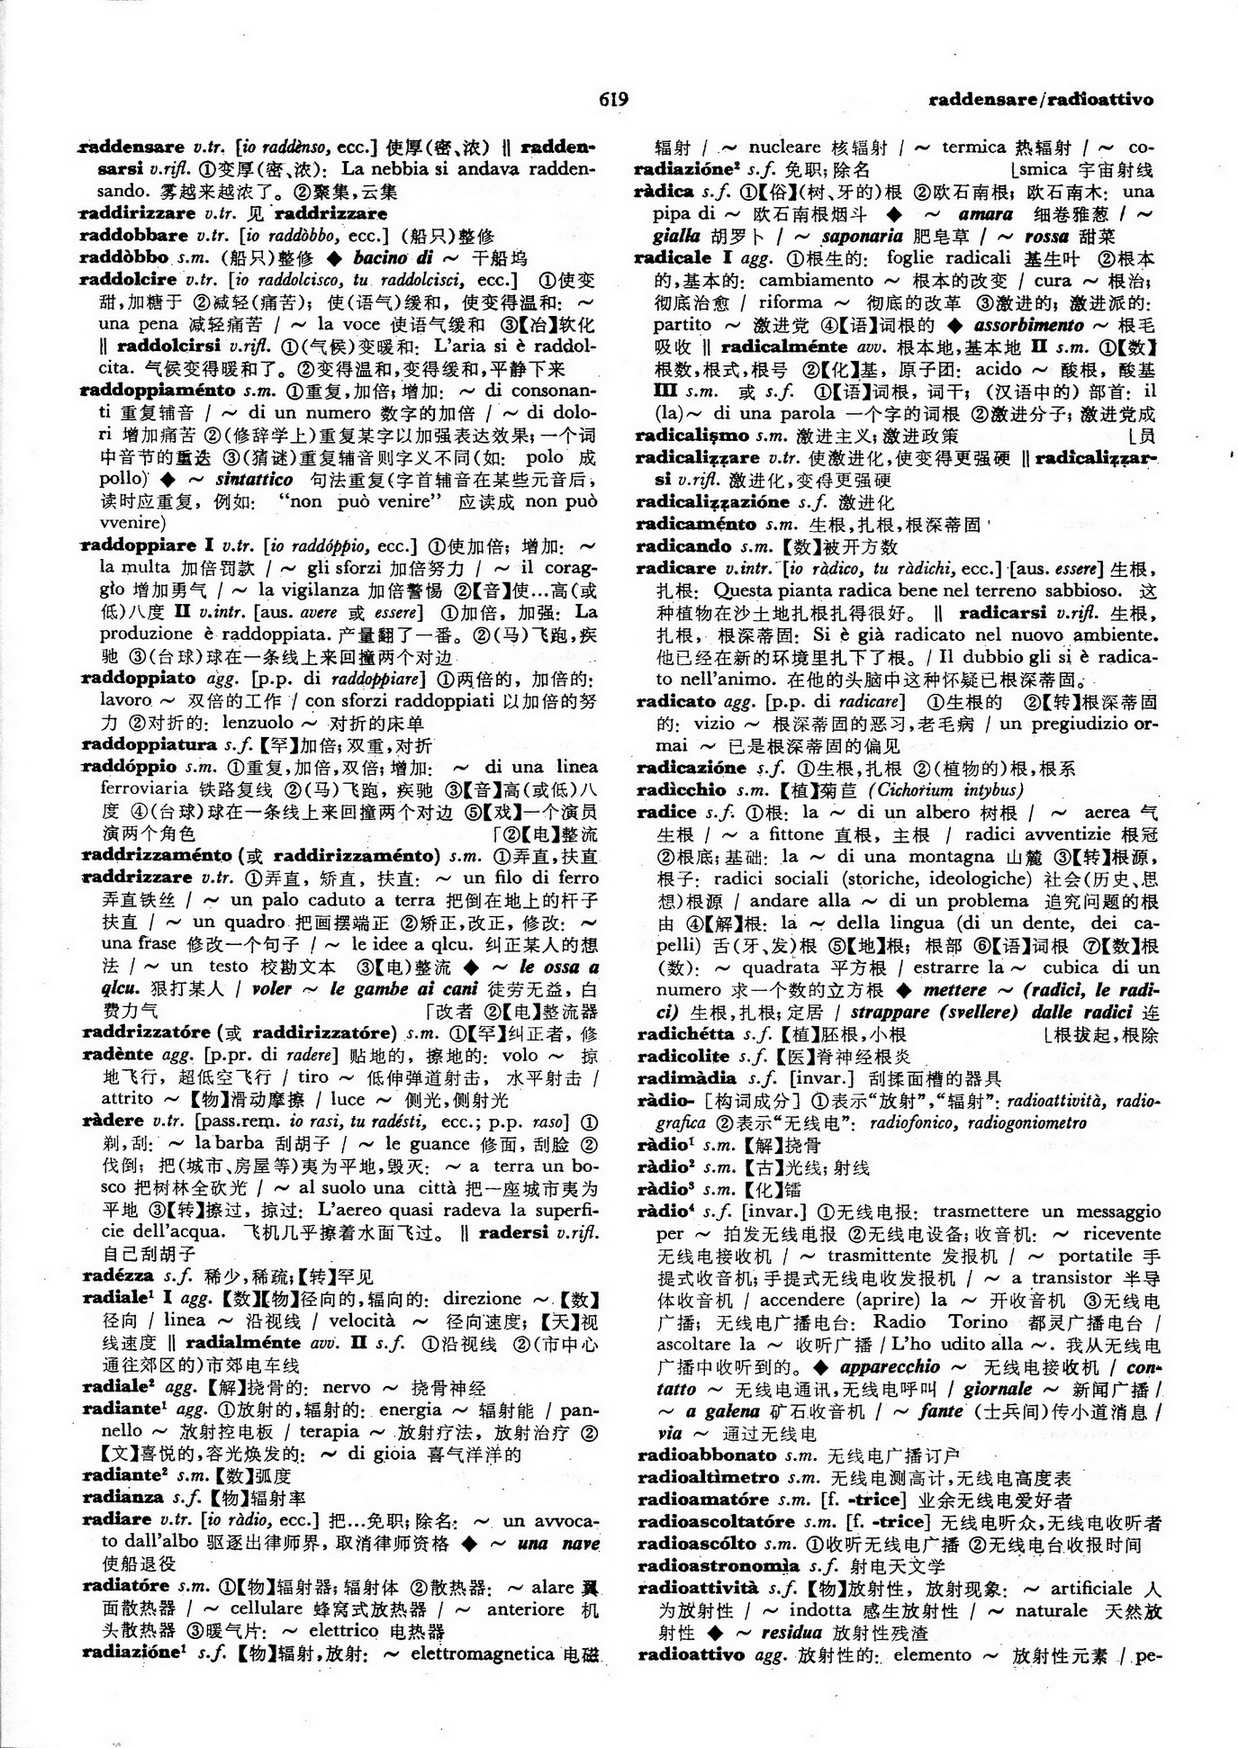 619
raddensare/radioattivo
raddensare v.tr. [io raddènso, ecc.] 使厚(密、浓) ‖ radden-
sarsi v.rifl. ①变厚(密、浓): La nebbia si andava radden-
sando. 雾越来越浓了。②聚集,云集
raddirizzare v.tr. 见 raddrizzare
raddobbare v.tr. [io raddòbbo, ecc.] (船只)整修
raddòbbo s.m. (船只)整修 ◆ bacino di ～ 干船坞
raddolcire v.tr. [io raddolcisco, tu raddolcisci, ecc.] ①使变
甜,加糖于 ②减轻(痛苦); 使(语气)缓和, 使变得温和: ～
una pena 减轻痛苦 / ～ la voce 使语气缓和 ③【冶】软化
‖ raddolcirsi v.rifl. ①(气候)变暖和: L'aria si è raddol-
cita. 气候变得暖和了。②变得温和,变得缓和,平静下来
raddoppiaménto s.m. ①重复,加倍; 增加: ～ di consonan-
ti 重复辅音 / ～ di un numero 数字的加倍 / ～ di dolo-
ri 增加痛苦 ②(修辞学上)重复某字以加强表达效果; 一个词
中音节的重迭 ③(猜谜)重复辅音则字义不同(如: polo 成
pollo) ◆ ～ sintattico 句法重复(字首辅音在某些元音后,
读时应重复, 例如: “non può venire” 应读成 non può
vvenire)
raddoppiare I v.tr. [io raddóppio, ecc.] ①使加倍; 增加: ～
la multa 加倍罚款 / ～ gli sforzi 加倍努力 / ～ il corag-
gio 增加勇气 / ～ la vigilanza 加倍警惕 ②【音】使…高(或
低)八度 II v.intr. [aus. avere 或 essere] ①加倍, 加强: La
produzione è raddoppiata. 产量翻了一番。②(马)飞跑,疾
驰 ③(台球)球在一条线上来回撞两个对边
raddoppiato agg. [p.p. di raddoppiare] ①两倍的, 加倍的:
lavoro ～ 双倍的工作 / con sforzi raddoppiati 以加倍的努
力 ②对折的: lenzuolo ～ 对折的床单
raddoppiatura s.f. 【罕】加倍; 双重,对折
raddóppio s.m. ①重复,加倍,双倍; 增加: ～ di una linea
ferroviaria 铁路复线 ②(马)飞跑, 疾驰 ③【音】高(或低)八
度 ④(台球)球在一条线上来回撞两个对边 ⑤【戏】一个演员
演两个角色 ｢②【电】整流
raddrizzaménto (或 raddirizzaménto) s.m. ①弄直,扶直
raddrizzare v.tr. ①弄直, 矫直, 扶直: ～ un filo di ferro
弄直铁丝 / ～ un palo caduto a terra 把倒在地上的杆子
扶直 / ～ un quadro 把画摆端正 ②矫正,改正, 修改: ～
una frase 修改一个句子 / ～ le idee a qlcu. 纠正某人的想
法 / ～ un testo 校勘文本 ③【电)整流 ◆ ～ le ossa a
qlcu. 狠打某人 / voler ～ le gambe ai cani 徒劳无益, 白
费力气 ｢改者 ②【电】整流器
raddrizzatóre (或 raddirizzatóre) s.m. ①【罕】纠正者, 修
radènte agg. [p.pr. di radere] 贴地的, 擦地的: volo ～ 掠
地飞行, 超低空飞行 / tiro ～ 低伸弹道射击, 水平射击 /
attrito ～ 【物】滑动摩擦 / luce ～ 侧光,侧射光
ràdere v.tr. [pass.rem. io rasi, tu radésti, ecc.; p.p. raso] ①
剃,刮: ～ la barba 刮胡子 / ～ le guance 修面, 刮脸 ②
伐倒; 把(城市、房屋等)夷为平地,毁灭: ～ a terra un bo-
sco 把树林全砍光 / ～ al suolo una città 把一座城市夷为
平地 ③【转】擦过, 掠过: L'aereo quasi radeva la superfi-
cie dell'acqua. 飞机几乎擦着水面飞过。 ‖ radersi v.rifl.
自己刮胡子
radézza s.f. 稀少,稀疏; 【转】罕见
radiale¹ I agg. 【数】【物】径向的,辐向的: direzione ～ 【数】
径向 / linea ～ 沿视线 / velocità ～ 径向速度; 【天】视
线速度 ‖ radialménte avv. II s.f. ①沿视线 ②(市中心
通往郊区的)市郊电车线
radiale² agg. 【解】挠骨的: nervo ～ 挠骨神经
radiante¹ agg. ①放射的,辐射的: energia ～ 辐射能 / pan-
nello ～ 放射控电板 / terapia ～ 放射疗法, 放射治疗 ②
【文】喜悦的,容光焕发的: ～ di gioia 喜气洋洋的
radiante² s.m. 【数】弧度
radianza s.f. 【物】辐射率
radiare v.tr. [io ràdio, ecc.] 把…免职; 除名: ～ un avvoca-
to dall'albo 驱逐出律师界, 取消律师资格 ◆ ～ una nave
使船退役
radiatóre s.m. ①【物】辐射器; 辐射体 ②散热器: ～ alare 翼
面散热器 / ～ cellulare 蜂窝式放热器 / ～ anteriore 机
头散热器 ③暖气片: ～ elettrico 电热器
radiazióne¹ s.f. 【物】辐射,放射: ～ elettromagnetica 电磁
辐射 / ～ nucleare 核辐射 / ～ termica 热辐射 / ～ co-
radiazióne² s.f. 免职; 除名 ⌊smica 宇宙射线
ràdica s.f. ①【俗】(树、牙的)根 ②欧石南根; 欧石南木: una
pipa di ～ 欧石南根烟斗 ◆ ～ amara 细卷雅葱 / ～
gialla 胡罗卜 / ～ saponaria 肥皂草 / ～ rossa 甜菜
radicale I agg. ①根生的: foglie radicali 基生叶 ②根本
的,基本的: cambiamento ～ 根本的改变 / cura ～ 根治;
彻底治愈 / riforma ～ 彻底的改革 ③激进的; 激进派的:
partito ～ 激进党 ④【语】词根的 ◆ assorbimento ～ 根毛
吸收 ‖ radicalménte avv. 根本地,基本地 II s.m. ①【数】
根数,根式,根号 ②【化】基, 原子团: acido ～ 酸根, 酸基
III s.m. 或 s.f. ①【语】词根, 词干; (汉语中的) 部首: il
(la)～ di una parola 一个字的词根 ②激进分子; 激进党成
radicalismo s.m. 激进主义; 激进政策 ⌊员
radicalizzare v.tr. 使激进化,使变得更强硬 ‖ radicalizzar-
si v.rifl. 激进化,变得更强硬
radicalizzazióne s.f. 激进化
radicaménto s.m. 生根,扎根,根深蒂固
radicando s.m. 【数】被开方数
radicare v.intr. [io ràdico, tu ràdichi, ecc.] [aus. essere] 生根,
扎根: Questa pianta radica bene nel terreno sabbioso. 这
种植物在沙土地扎根扎得很好。 ‖ radicarsi v.rifl. 生根,
扎根, 根深蒂固: Si è già radicato nel nuovo ambiente.
他已经在新的环境里扎下了根。/ Il dubbio gli si è radica-
to nell'animo. 在他的头脑中这种怀疑已根深蒂固。
radicato agg. [p.p. di radicare] ①生根的 ②【转】根深蒂固
的: vizio ～ 根深蒂固的恶习,老毛病 / un pregiudizio or-
mai ～ 已是根深蒂固的偏见
radicazióne s.f. ①生根,扎根 ②(植物的)根,根系
radìcchio s.m. 【植】菊苣 (Cichorium intybus)
radice s.f. ①根: la ～ di un albero 树根 / ～ aerea 气
生根 / ～ a fittone 直根, 主根 / radici avventizie 根冠
②根底; 基础: la ～ di una montagna 山麓 ③【转】根源,
根子: radici sociali (storiche, ideologiche) 社会(历史、思
想)根源 / andare alla ～ di un problema 追究问题的根
由 ④【解】根: la ～ della lingua (di un dente, dei ca-
pelli) 舌(牙、发)根 ⑤【地】根; 根部 ⑥【语】词根 ⑦【数】根
(数): ～ quadrata 平方根 / estrarre la ～ cubica di un
numero 求一个数的立方根 ◆ mettere ～ (radici, le radi-
ci) 生根,扎根; 定居 / strappare (svellere) dalle radici 连
radichétta s.f. 【植】胚根,小根 ⌊根拔起,根除
radicolite s.f. 【医】脊神经根炎
radimàdia s.f. [invar.] 刮揉面槽的器具
ràdio- [构词成分] ①表示“放射”,“辐射”: radioattività, radio-
grafica ②表示“无线电”: radiofonico, radiogoniometro
ràdio¹ s.m. 【解】挠骨
ràdio² s.m. 【古】光线; 射线
ràdio³ s.m. 【化】镭
ràdio⁴ s.f. [invar.] ①无线电报: trasmettere un messaggio
per ～ 拍发无线电报 ②无线电设备; 收音机: ～ ricevente
无线电接收机 / ～ trasmittente 发报机 / ～ portatile 手
提式收音机; 手提式无线电收发报机 / ～ a transistor 半导
体收音机 / accendere (aprire) la ～ 开收音机 ③无线电
广播; 无线电广播电台: Radio Torino 都灵广播电台 /
ascoltare la ～ 收听广播 / L'ho udito alla ～. 我从无线电
广播中收听到的。◆ apparecchio ～ 无线电接收机 / con-
tatto ～ 无线电通讯,无线电呼叫 / giornale ～ 新闻广播 /
～ a galena 矿石收音机 / ～ fante (士兵间)传小道消息 /
via ～ 通过无线电
radioabbonato s.m. 无线电广播订户
radioaltìmetro s.m. 无线电测高计,无线电高度表
radioamatóre s.m. [f. -trice] 业余无线电爱好者
radioascoltatóre s.m. [f. -trice] 无线电听众,无线电收听者
radioascólto s.m. ①收听无线电广播 ②无线电台收报时间
radioastronomìa s.f. 射电天文学
radioattività s.f. 【物】放射性, 放射现象: ～ artificiale 人
为放射性 / ～ indotta 感生放射性 / ～ naturale 天然放
射性 ◆ ～ residua 放射性残渣
radioattivo agg. 放射性的: elemento ～ 放射性元素 / pe-